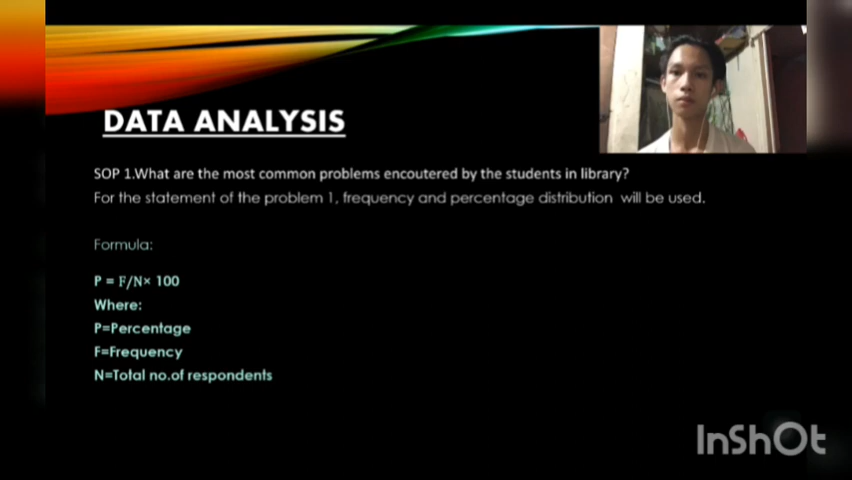 DATA ANALYSIS
SOP 1.What are the most common problems encoutered by the students in library?
For the statement of the problem 1, frequency and percentage distribution will be used.
Formula:
P = F/N× 100
Where:
P=Percentage
F=Frequency
N=Total no.of respondents
InShOt